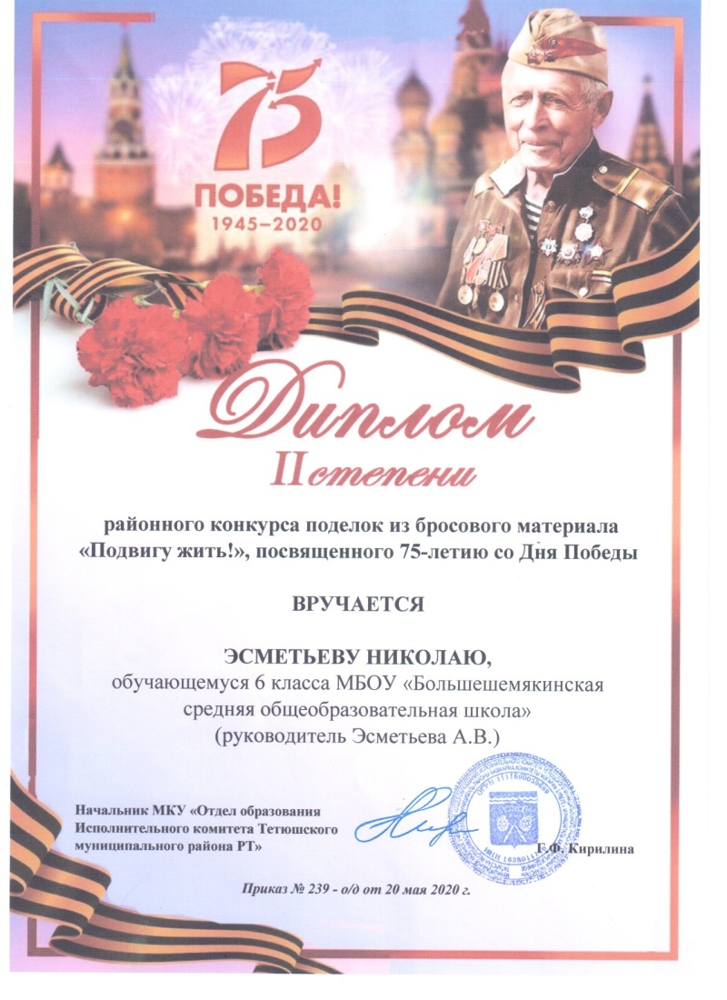 75
ПОБЕДА!
1945–2020
Диплом
II степени
районного конкурса поделок из бросового материала
«Подвигу жить!», посвященного 75-летию со Дня Победы
ВРУЧАЕТСЯ
ЭСМЕТЬЕВУ НИКОЛАЮ,
обучающемуся 6 класса МБОУ «Большешемякинская
средняя общеобразовательная школа»
(руководитель Эсметьева А.В.)
Начальник МКУ «Отдел образования
Исполнительного комитета Тетюшского
муниципального района РТ»
Г.Ф. Кирилина
Приказ № 239 - о/д от 20 мая 2020 г.